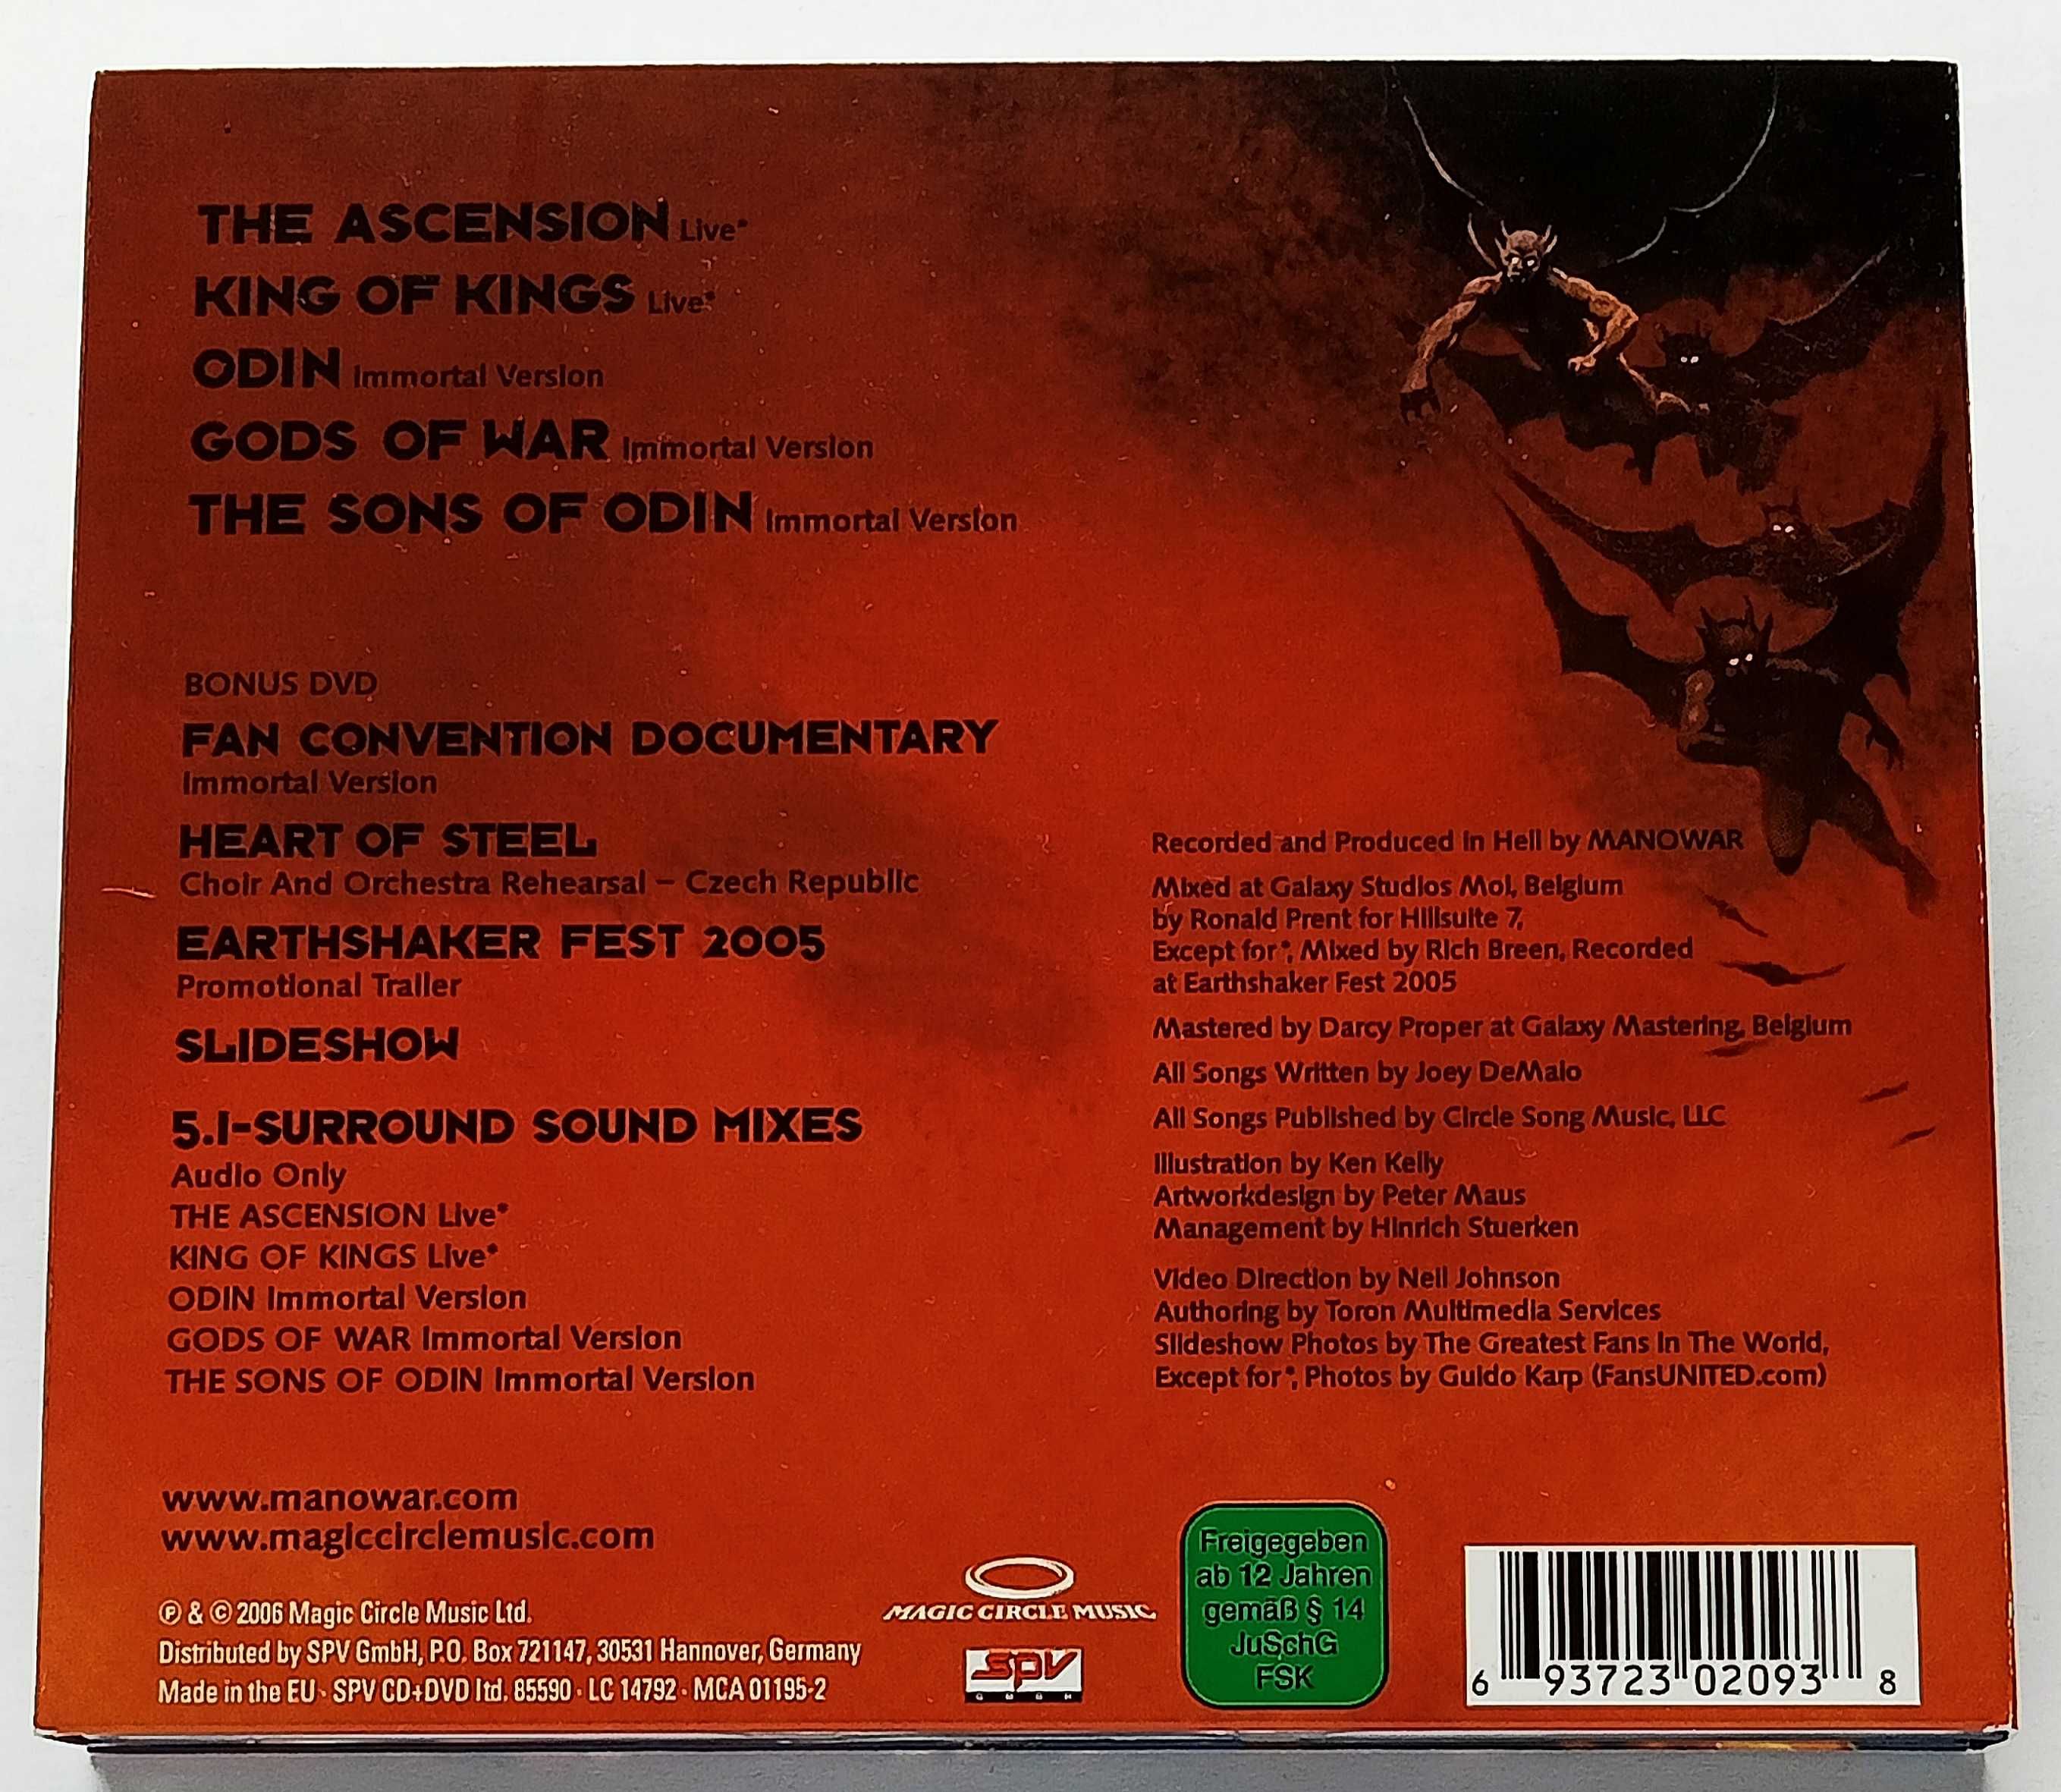 THE ASCENSION Live*
KING OF KINGS Live*
ODIN Immortal Version
GODS OF WAR Immortal Version
THE SONS OF ODIN Immortal Version
BONUS DVD
FAN CONVENTION DOCUMENTARY
Immortal Version
HEART OF STEEL
Choir And Orchestra Rehearsal – Czech Republic
EARTHSHAKER FEST 2005
Promotional Trailer
SLIDESHOW
5.1-SURROUND SOUND MIXES
Audio Only
THE ASCENSION Live*
KING OF KINGS Live*
ODIN Immortal Version
GODS OF WAR Immortal Version
THE SONS OF ODIN Immortal Version
www.manowar.com
www.magiccirclemusic.com
℗ & © 2006 Magic Circle Music Ltd.
Distributed by SPV GmbH, P.O. Box 721147, 30531 Hannover, Germany
Made in the EU · SPV CD+DVD ltd. 85590 · LC 14792 · MCA 01195-2
Recorded and Produced in Hell by MANOWAR
Mixed at Galaxy Studios Mol, Belgium
by Ronald Prent for Hillsuite 7,
Except for*, Mixed by Rich Breen, Recorded
at Earthshaker Fest 2005
Mastered by Darcy Proper at Galaxy Mastering, Belgium
All Songs Written by Joey DeMaio
All Songs Published by Circle Song Music, LLC
Illustration by Ken Kelly
Artworkdesign by Peter Maus
Management by Hinrich Stuerken
Video Direction by Neil Johnson
Authoring by Toron Multimedia Services
Slideshow Photos by The Greatest Fans In The World,
Except for*, Photos by Guido Karp (FansUNITED.com)
MAGIC CIRCLE MUSIC
SPV
GMBH
Freigegeben
ab 12 Jahren
gemäß § 14
JuSchG
FSK
6 93723 02093 8